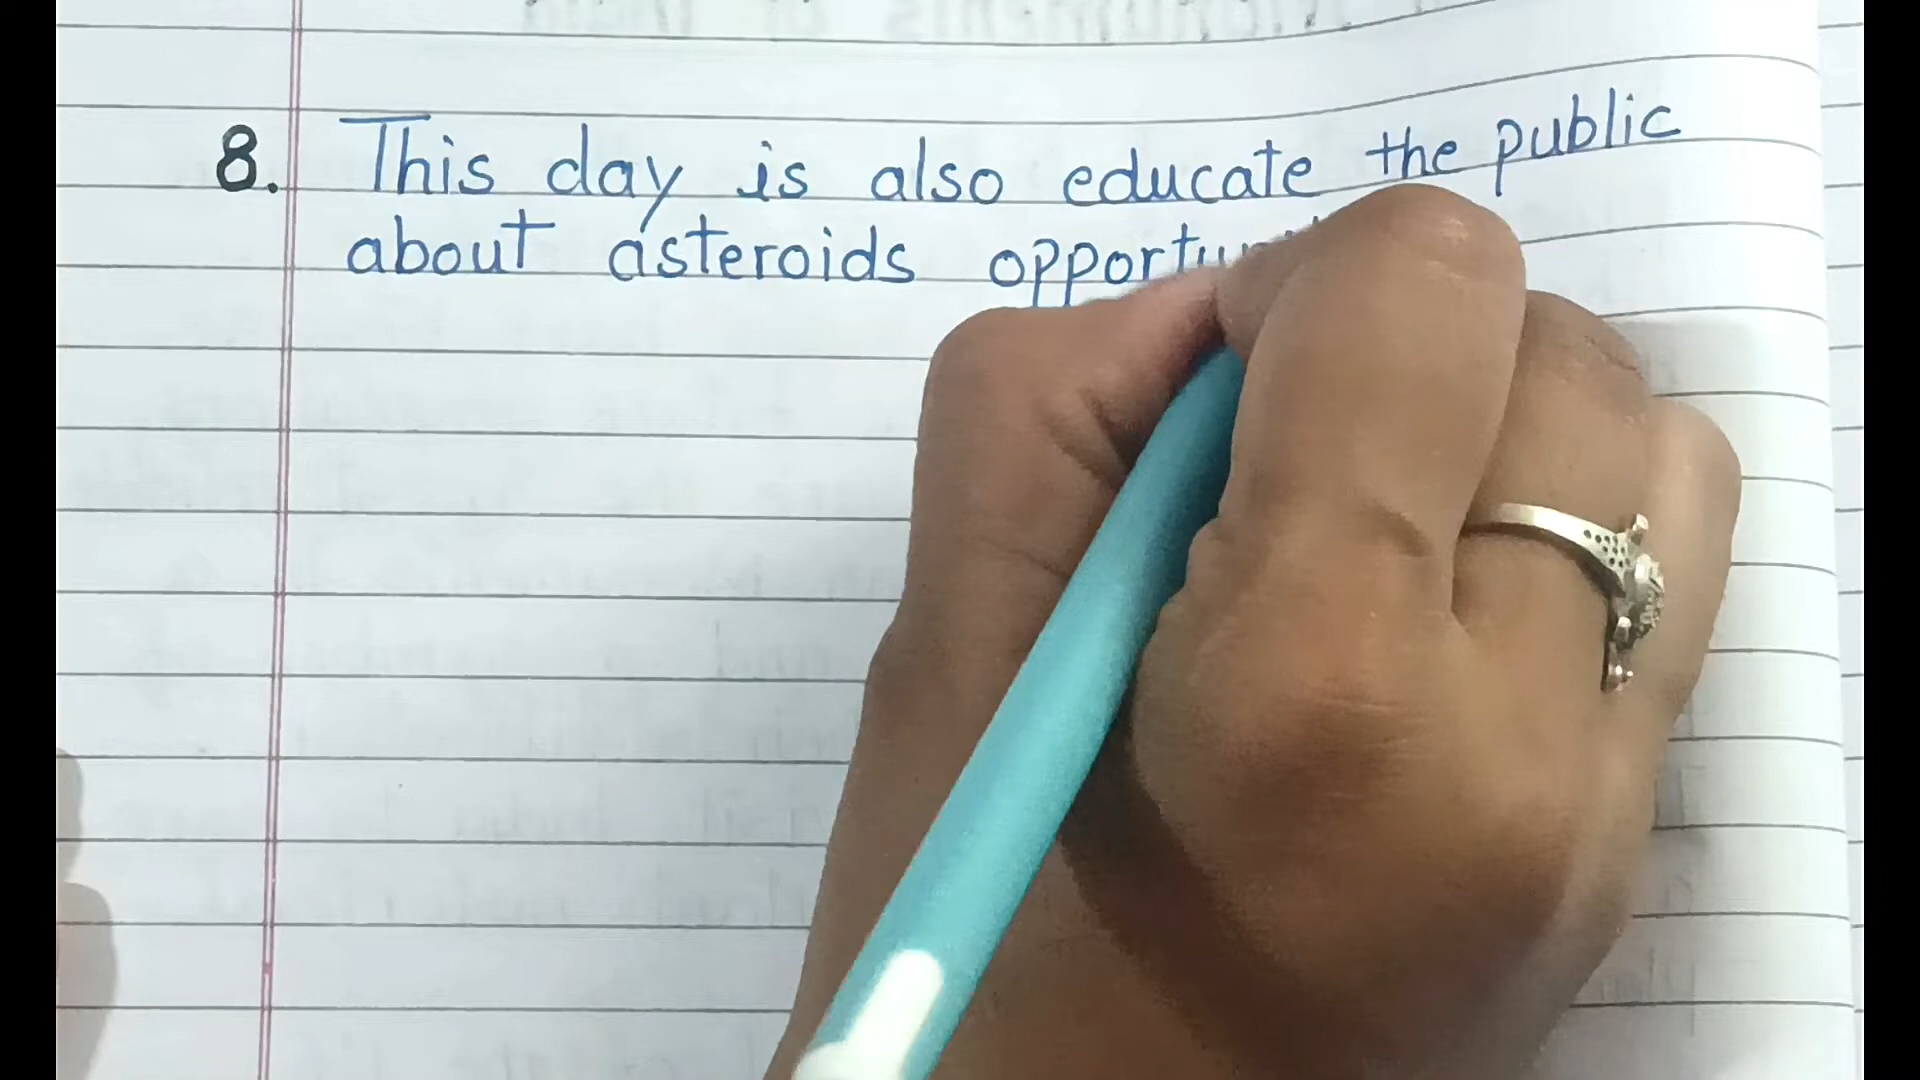 8. This day is also educate the public
about asteroids